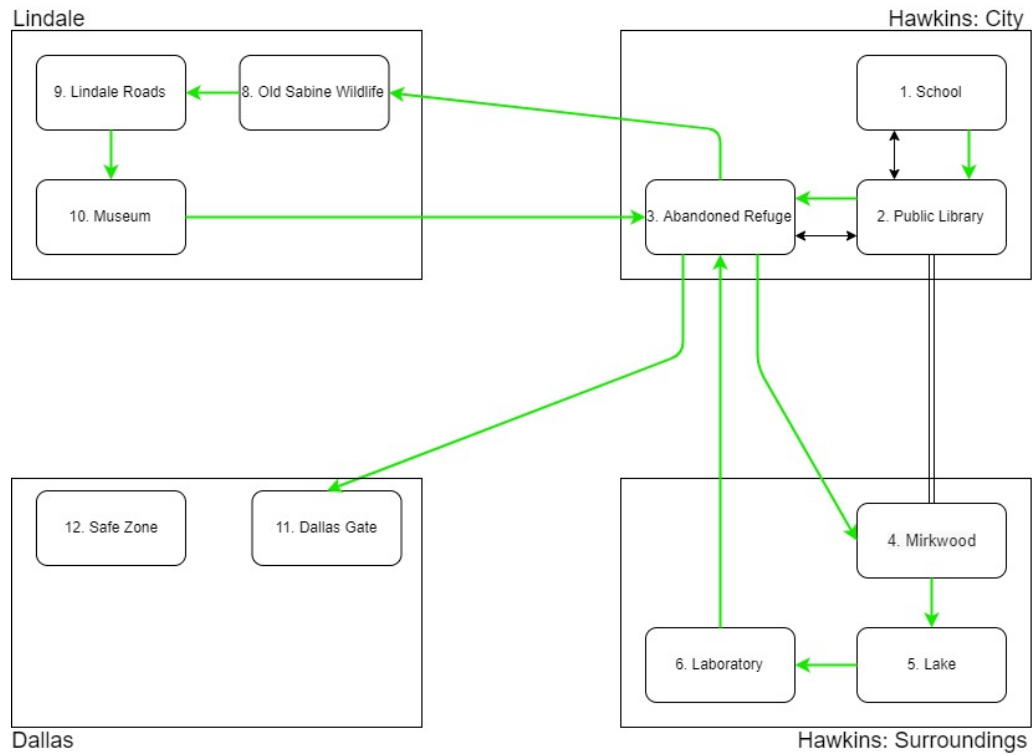 Lindale
Hawkins: City
9. Lindale Roads
8. Old Sabine Wildlife
1. School
10. Museum
3. Abandoned Refuge
2. Public Library
12. Safe Zone
11. Dallas Gate
4. Mirkwood
6. Laboratory
5. Lake
Dallas
Hawkins: Surroundings